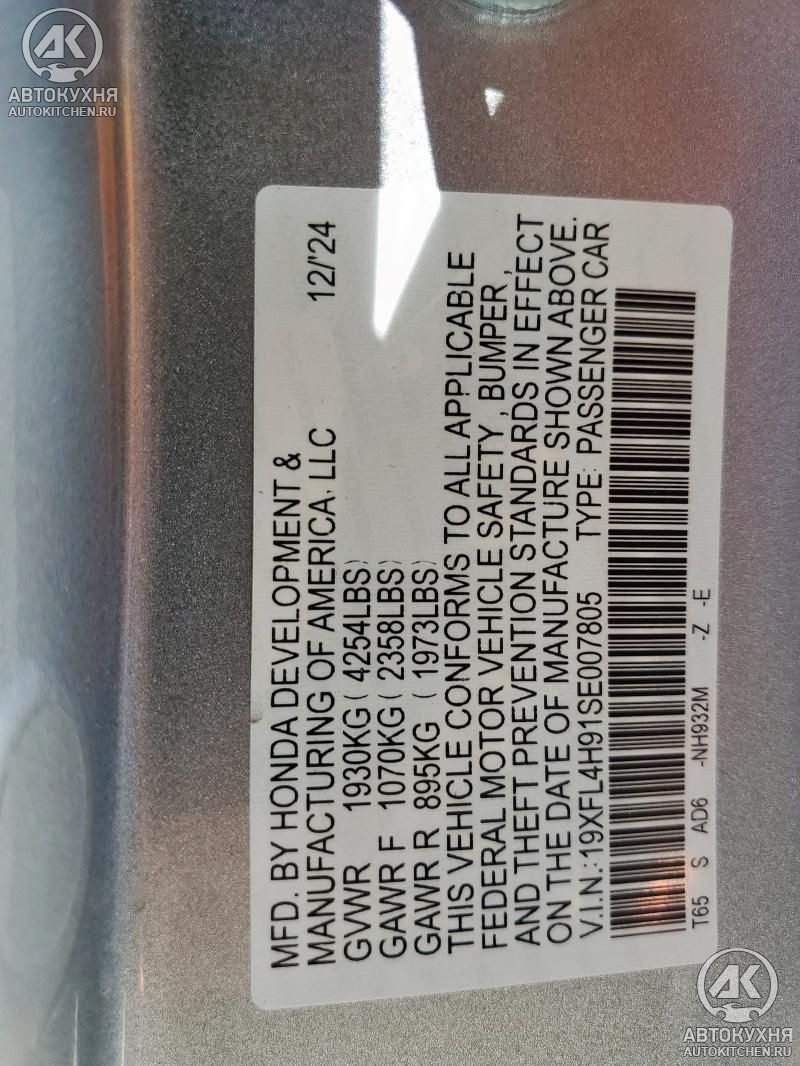 AK
АВТОКУХНЯ
AUTOKITCHEN.RU
MFD. BY HONDA DEVELOPMENT &
MANUFACTURING OF AMERICA, LLC 12/'24
GVWR 1930KG ( 4254LBS)
GAWR F 1070KG ( 2358LBS)
GAWR R 895KG ( 1973LBS)
THIS VEHICLE CONFORMS TO ALL APPLICABLE
FEDERAL MOTOR VEHICLE SAFETY , BUMPER,
AND THEFT PREVENTION STANDARDS IN EFFECT
ON THE DATE OF MANUFACTURE SHOWN ABOVE.
V.I.N.:19XFL4H91SE007805 TYPE: PASSENGER CAR
T65 S AD6 -NH932M -Z -E
AK
АВТОКУХНЯ
AUTOKITCHEN.RU